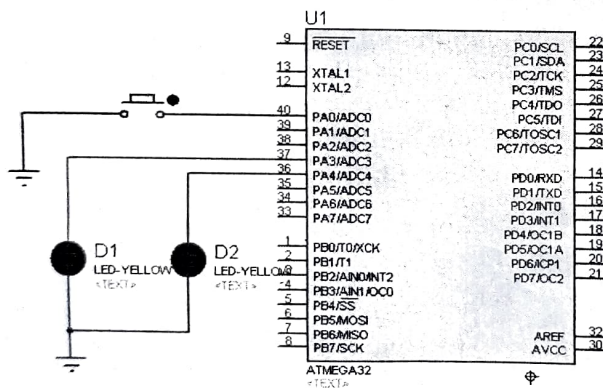 U1
9
RESET
13
XTAL1
12
XTAL2
40
PA0/ADC0
39
PA1/ADC1
38
PA2/ADC2
37
PA3/ADC3
36
PA4/ADC4
35
PA5/ADC5
34
PA6/ADC6
33
PA7/ADC7
1
PB0/T0/XCK
2
PB1/T1
3
PB2/AIN0/INT2
4
PB3/AIN1/OC0
5
PB4/SS
6
PB5/MOSI
7
PB6/MISO
8
PB7/SCK
PC0/SCL
22
PC1/SDA
23
PC2/TCK
24
PC3/TMS
25
PC4/TDO
26
PC5/TDI
27
PC6/TOSC1
28
PC7/TOSC2
29
PD0/RXD
14
PD1/TXD
15
PD2/INT0
16
PD3/INT1
17
PD4/OC1B
18
PD5/OC1A
19
PD6/ICP1
20
PD7/OC2
21
AREF
32
AVCC
30
ATMEGA32
<TEXT>
D1
LED-YELLOW
<TEXT>
D2
LED-YELLOW
<TEXT>